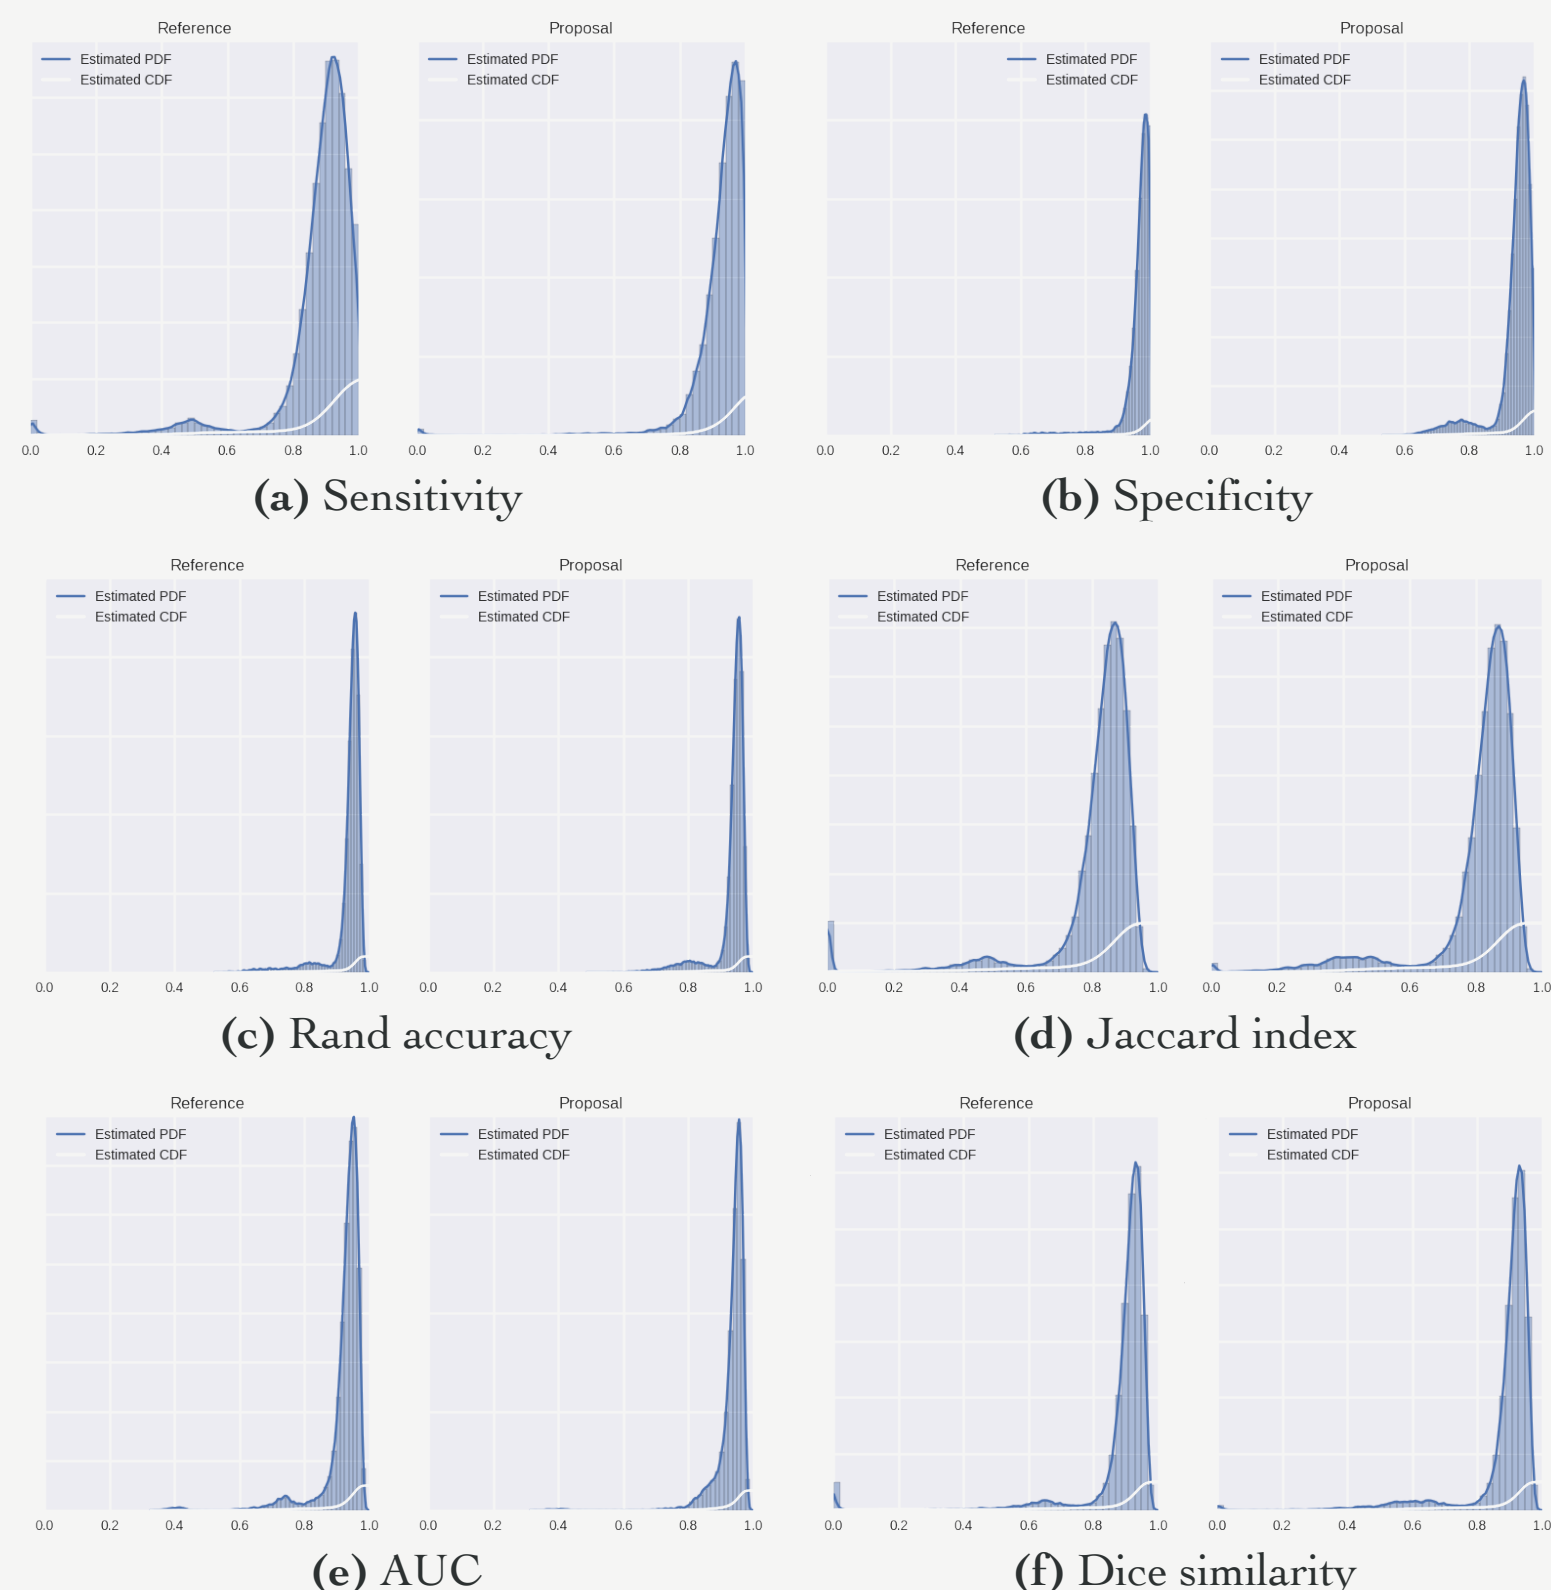 Reference Proposal Reference Proposal
Estimated PDF Estimated PDF Estimated PDF Estimated PDF
Estimated CDF Estimated CDF Estimated CDF Estimated CDF
0.0 0.2 0.4 0.6 0.8 1.0 0.0 0.2 0.4 0.6 0.8 1.0 0.0 0.2 0.4 0.6 0.8 1.0 0.0 0.2 0.4 0.6 0.8 1.0
(a) Sensitivity (b) Specificity
Reference Proposal Reference Proposal
Estimated PDF Estimated PDF Estimated PDF Estimated PDF
Estimated CDF Estimated CDF Estimated CDF Estimated CDF
0.0 0.2 0.4 0.6 0.8 1.0 0.0 0.2 0.4 0.6 0.8 1.0 0.0 0.2 0.4 0.6 0.8 1.0 0.0 0.2 0.4 0.6 0.8 1.0
(c) Rand accuracy (d) Jaccard index
Reference Proposal Reference Proposal
Estimated PDF Estimated PDF Estimated PDF Estimated PDF
Estimated CDF Estimated CDF Estimated CDF Estimated CDF
0.0 0.2 0.4 0.6 0.8 1.0 0.0 0.2 0.4 0.6 0.8 1.0 0.0 0.2 0.4 0.6 0.8 1.0 0.0 0.2 0.4 0.6 0.8 1.0
(e) AUC (f) Dice similarity